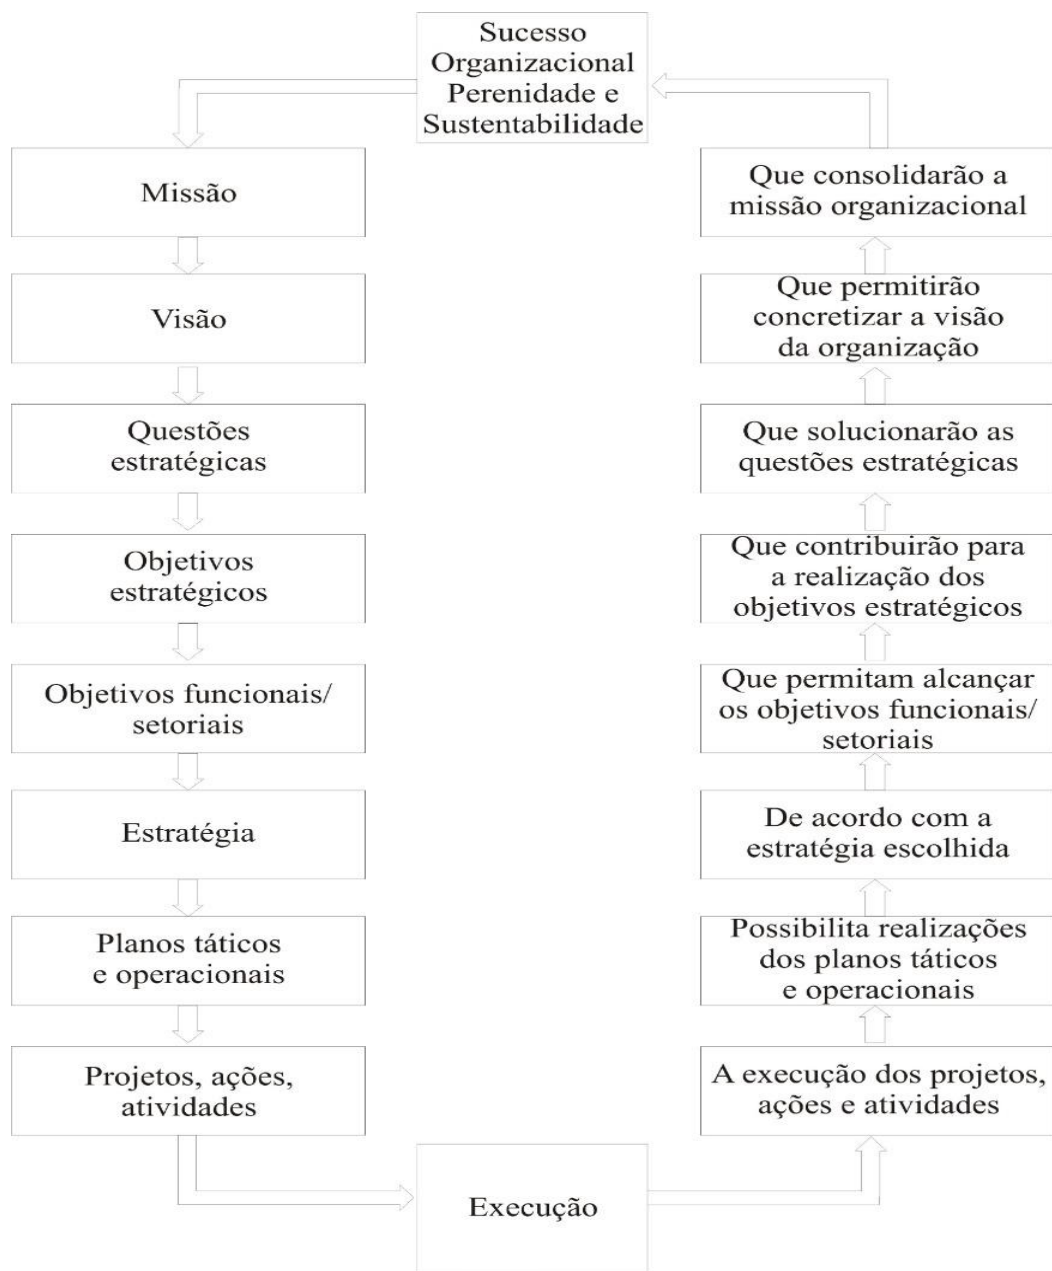 Sucesso
Organizacional
Perenidade e
Sustentabilidade
Missão
Visão
Questões
estratégicas
Objetivos
estratégicos
Objetivos funcionais/
setoriais
Estratégia
Planos táticos
e operacionais
Projetos, ações,
atividades
Execução
A execução dos projetos,
ações e atividades
Possibilita realizações
dos planos táticos
e operacionais
De acordo com a
estratégia escolhida
Que permitam alcançar
os objetivos funcionais/
setoriais
Que contribuirão para
a realização dos
objetivos estratégicos
Que solucionarão as
questões estratégicas
Que permitirão
concretizar a visão
da organização
Que consolidarão a
missão organizacional